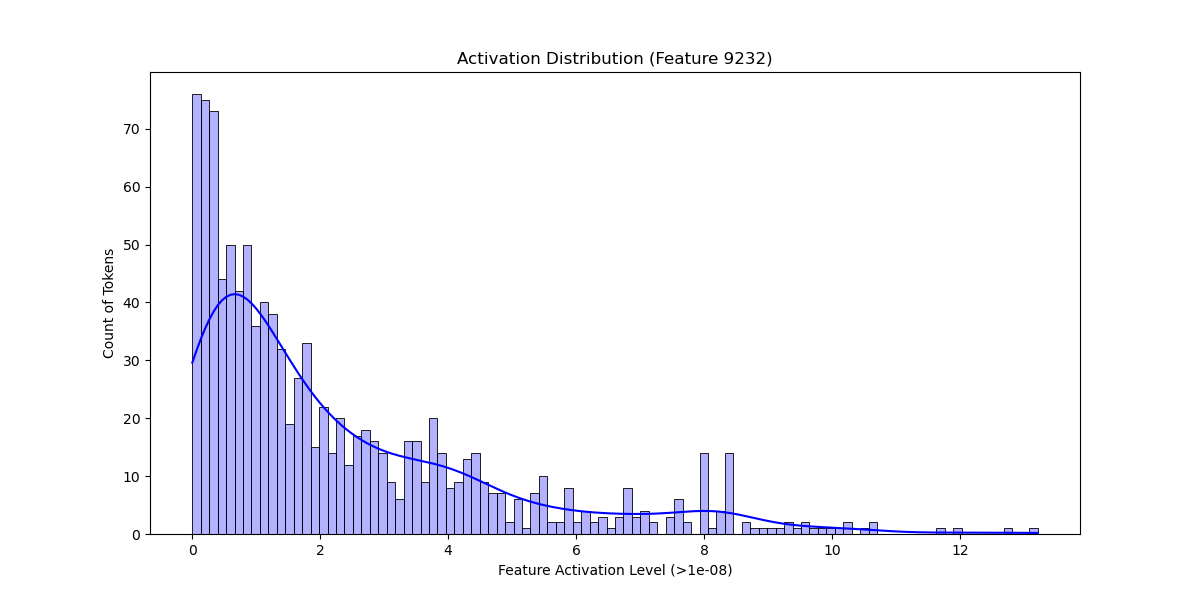 Activation Distribution (Feature 9232)
Count of Tokens
70
60
50
40
30
20
10
0
0 2 4 6 8 10 12
Feature Activation Level (>1e-08)